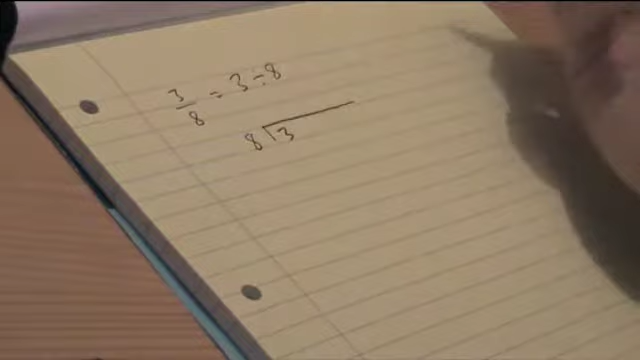 3/8 = 3 ÷ 8
8 ⟌ 3